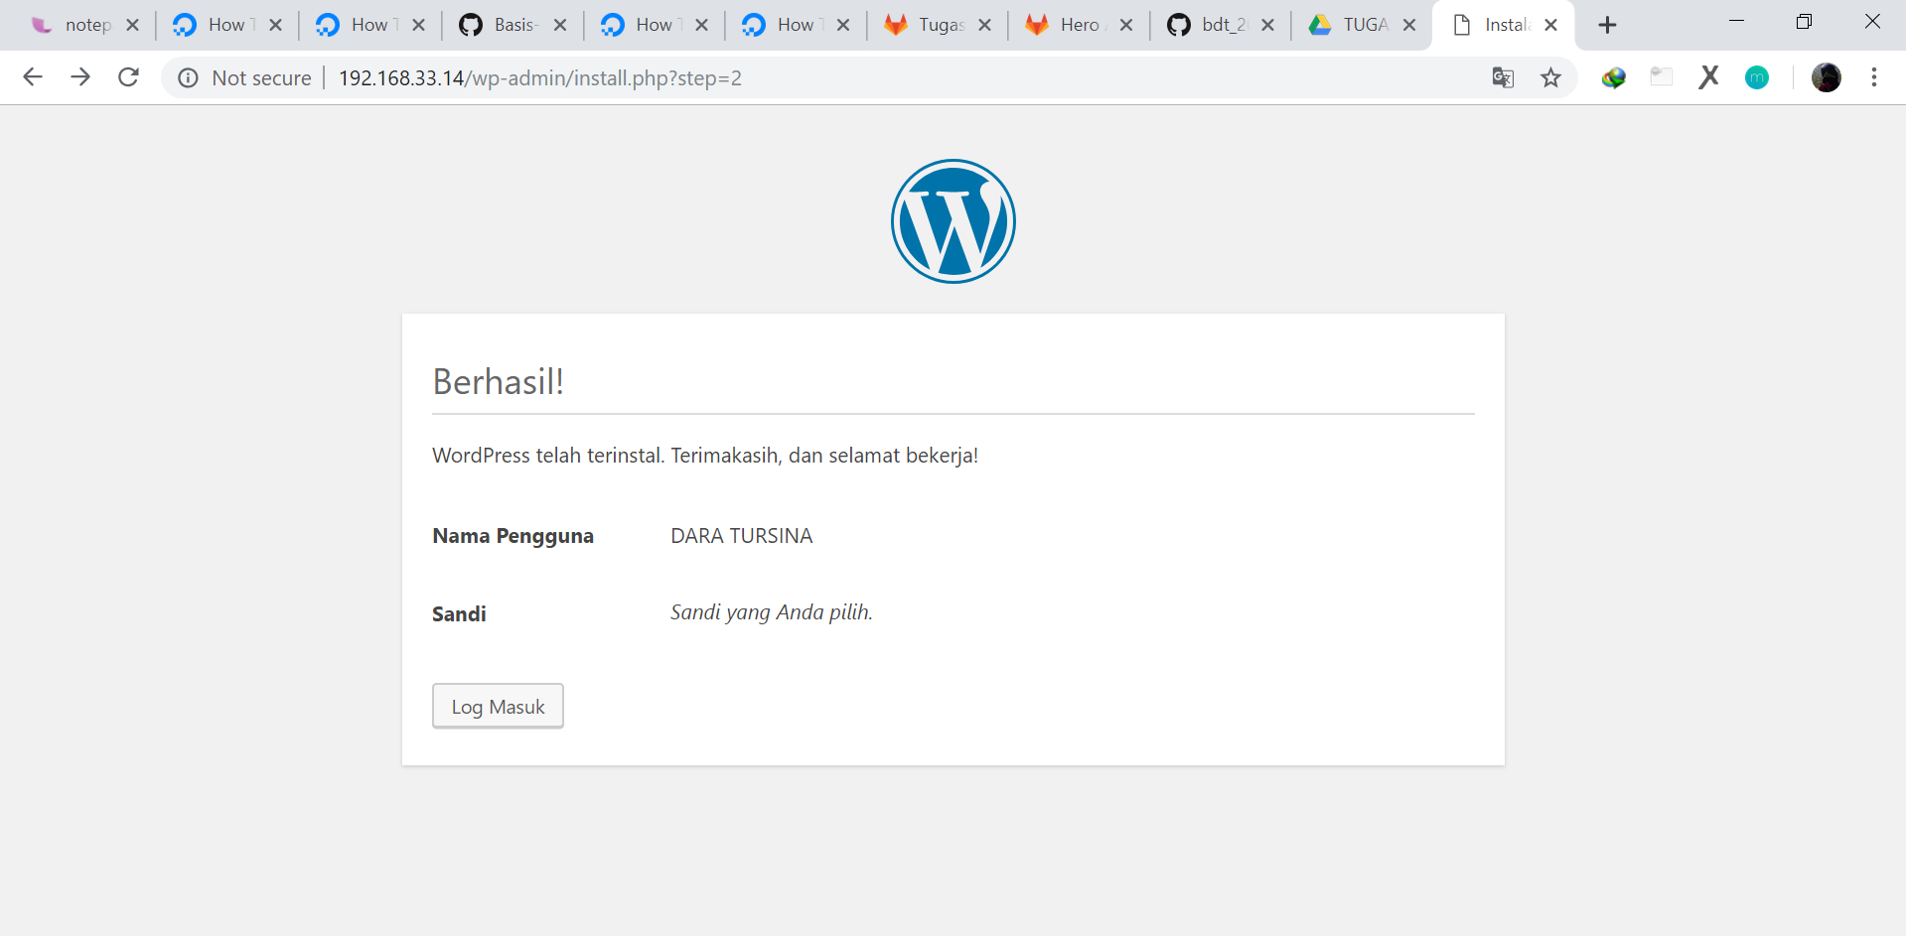 notep
How T
How T
Basis-
How T
How T
Tugas
Hero A
bdt_20
TUGA
Instala
Not secure
192.168.33.14/wp-admin/install.php?step=2
m
Berhasil!
WordPress telah terinstal. Terimakasih, dan selamat bekerja!
Nama Pengguna DARA TURSINA
Sandi Sandi yang Anda pilih.
Log Masuk